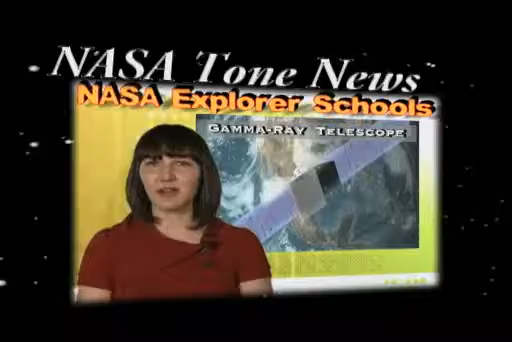 NASA Tone News
NASA Explorer Schools
GAMMA-RAY TELESCOPE